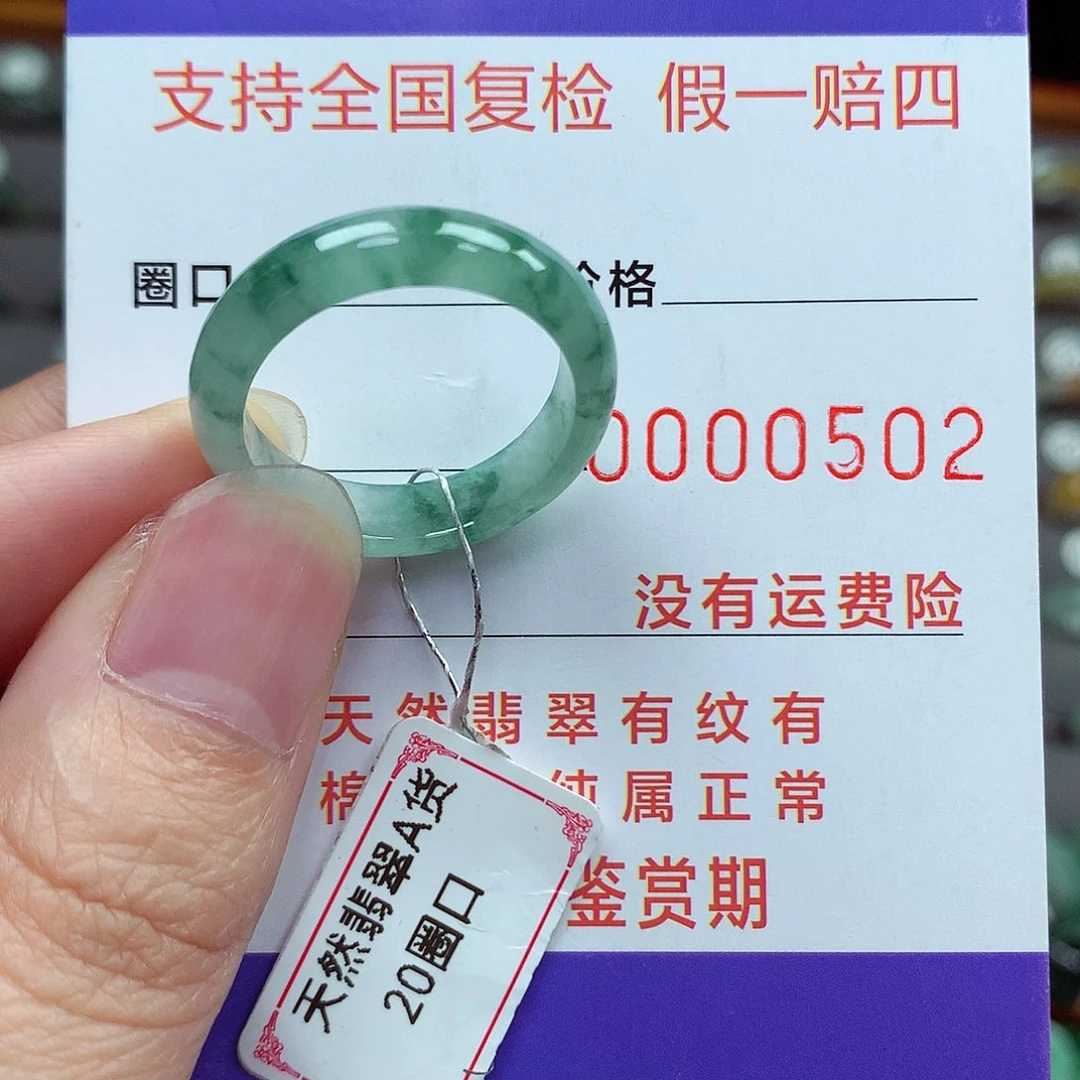 支持全国复检 假一赔四
圈口 价格
0000502
没有运费险
天然翡翠有纹有
棉 纯属正常
鉴赏期
天然翡翠A货
20圈口